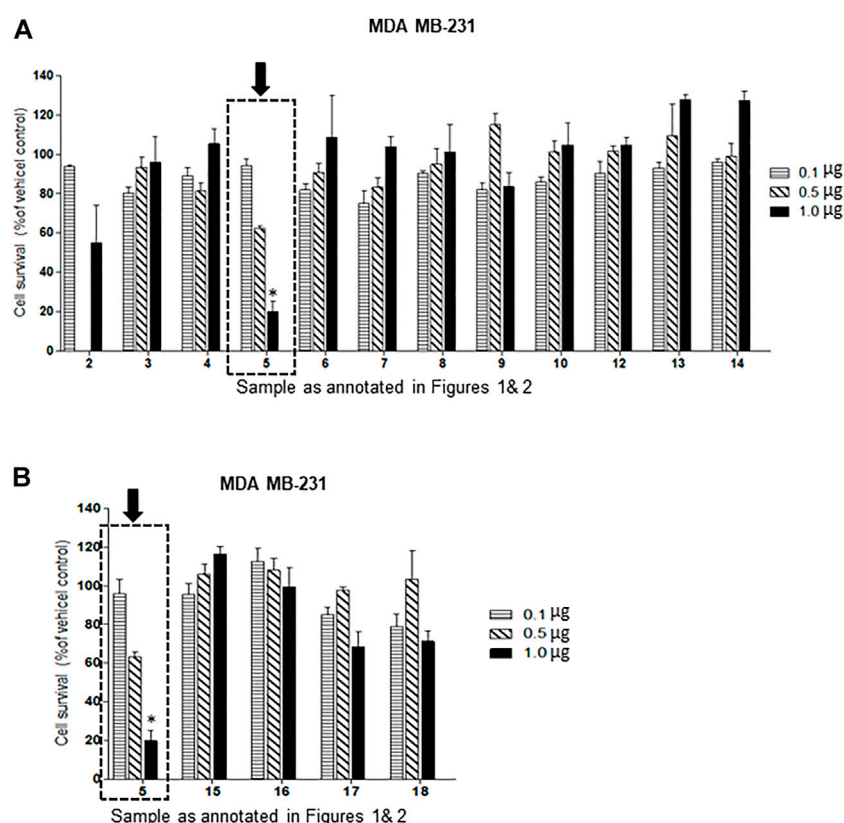 A
MDA MB-231
140
120
100
80
60
40
20
0
Cell survival (%of vehicel control)
*
0.1 µg
0.5 µg
1.0 µg
2 3 4 5 6 7 8 9 10 12 13 14
Sample as annotated in Figures 1& 2
B
MDA MB-231
140
120
100
80
60
40
20
0
Cell survival (%of vehicel control)
*
0.1 µg
0.5 µg
1.0 µg
5 15 16 17 18
Sample as annotated in Figures 1& 2